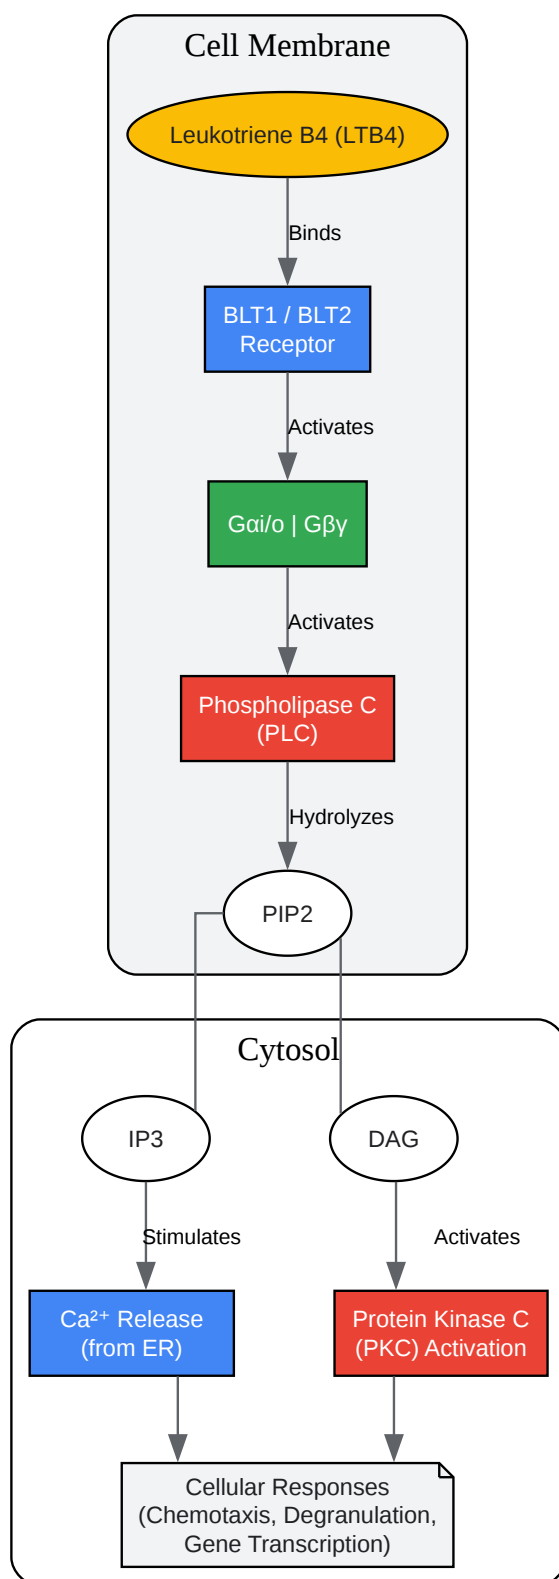 Cell Membrane
Leukotriene B4 (LTB4)
Binds
BLT1 / BLT2
Receptor
Activates
Gαi/o | Gβγ
Activates
Phospholipase C
(PLC)
Hydrolyzes
PIP2
Cytosol
IP3
DAG
Stimulates
Activates
Ca²⁺ Release
(from ER)
Protein Kinase C
(PKC) Activation
Cellular Responses
(Chemotaxis, Degranulation,
Gene Transcription)